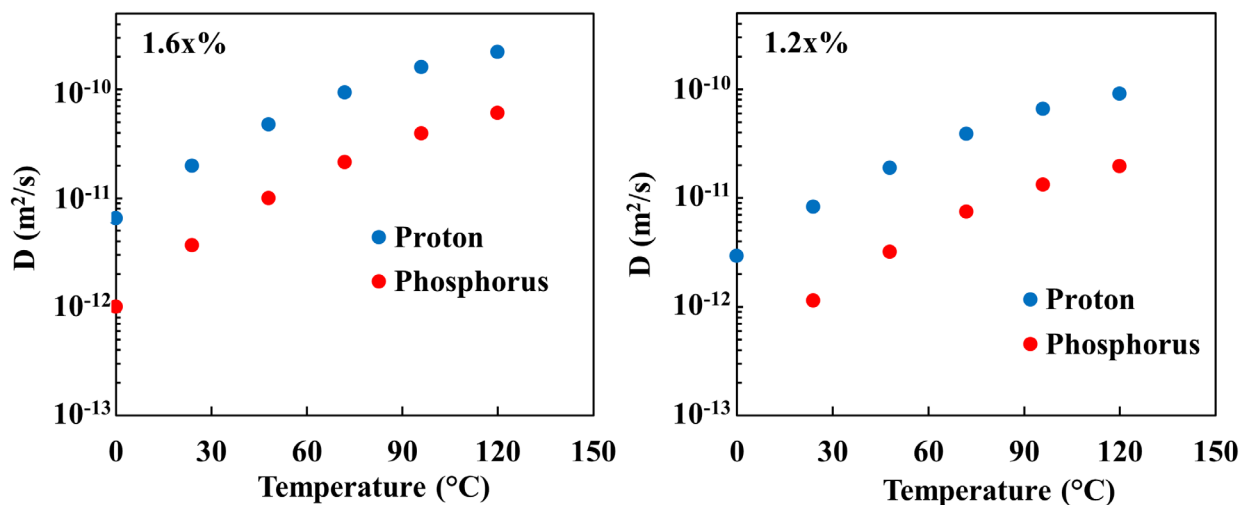 1.6x%
10⁻¹⁰
10⁻¹¹
10⁻¹²
10⁻¹³
D (m²/s)
Proton
Phosphorus
0 30 60 90 120 150
Temperature (°C)
1.2x%
10⁻¹⁰
10⁻¹¹
10⁻¹²
10⁻¹³
D (m²/s)
Proton
Phosphorus
0 30 60 90 120 150
Temperature (°C)